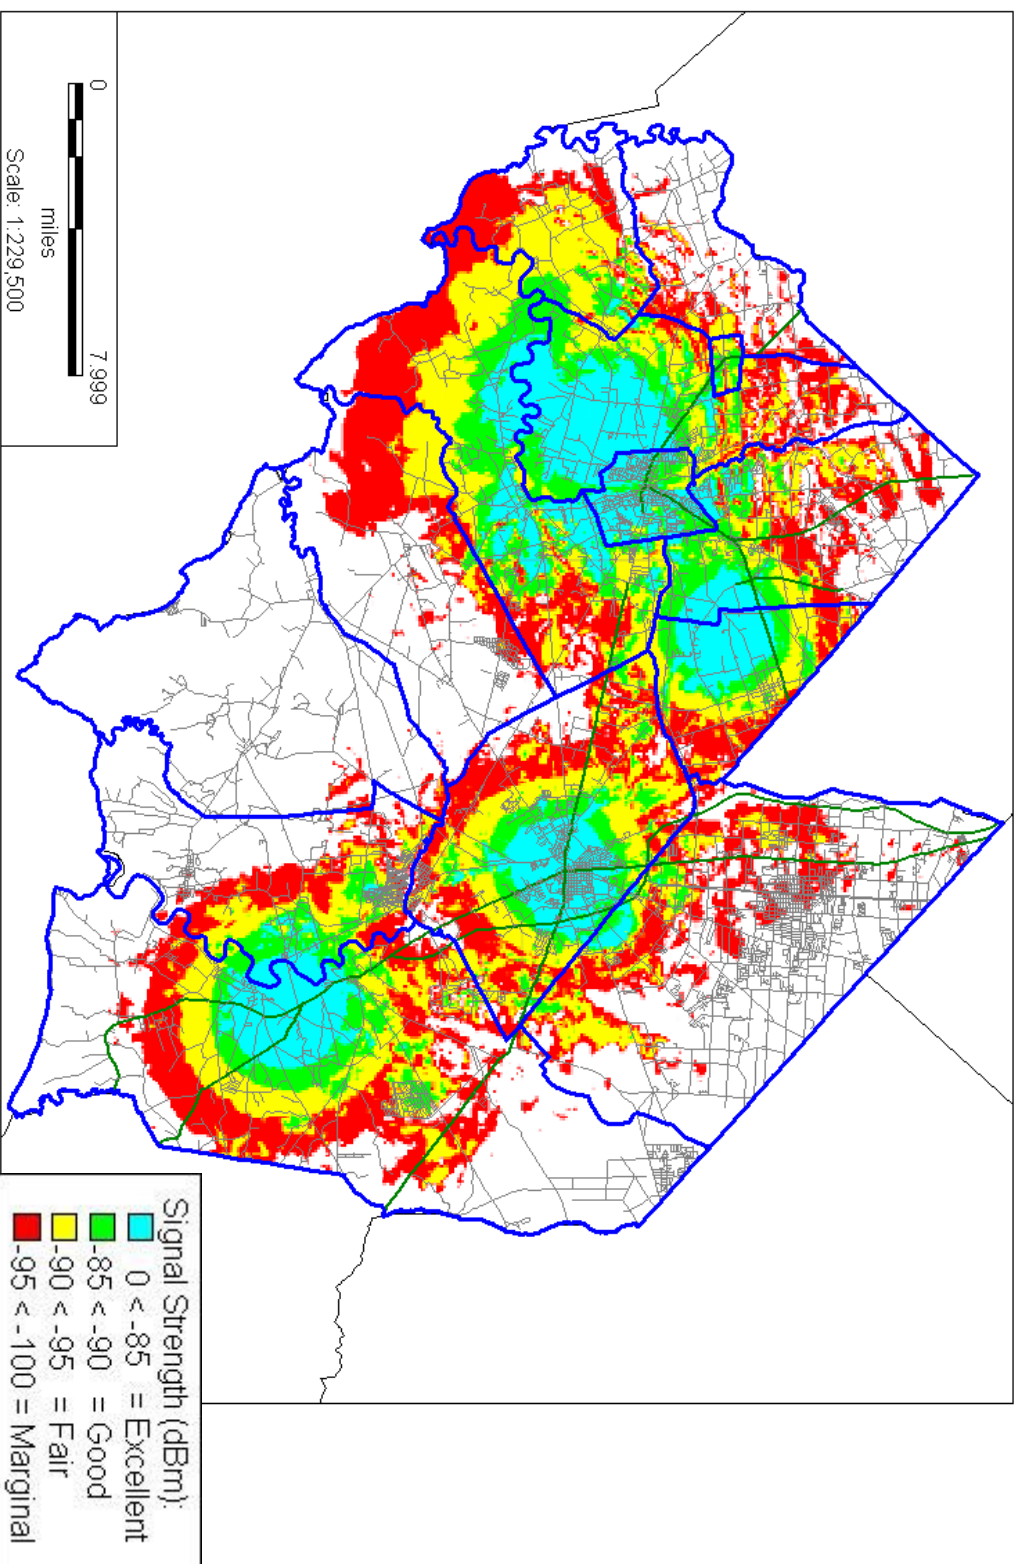 0 7.999
miles
Scale: 1:229,500
Signal Strength (dBm):
0 < -85 = Excellent
-85 < -90 = Good
-90 < -95 = Fair
-95 < -100 = Marginal